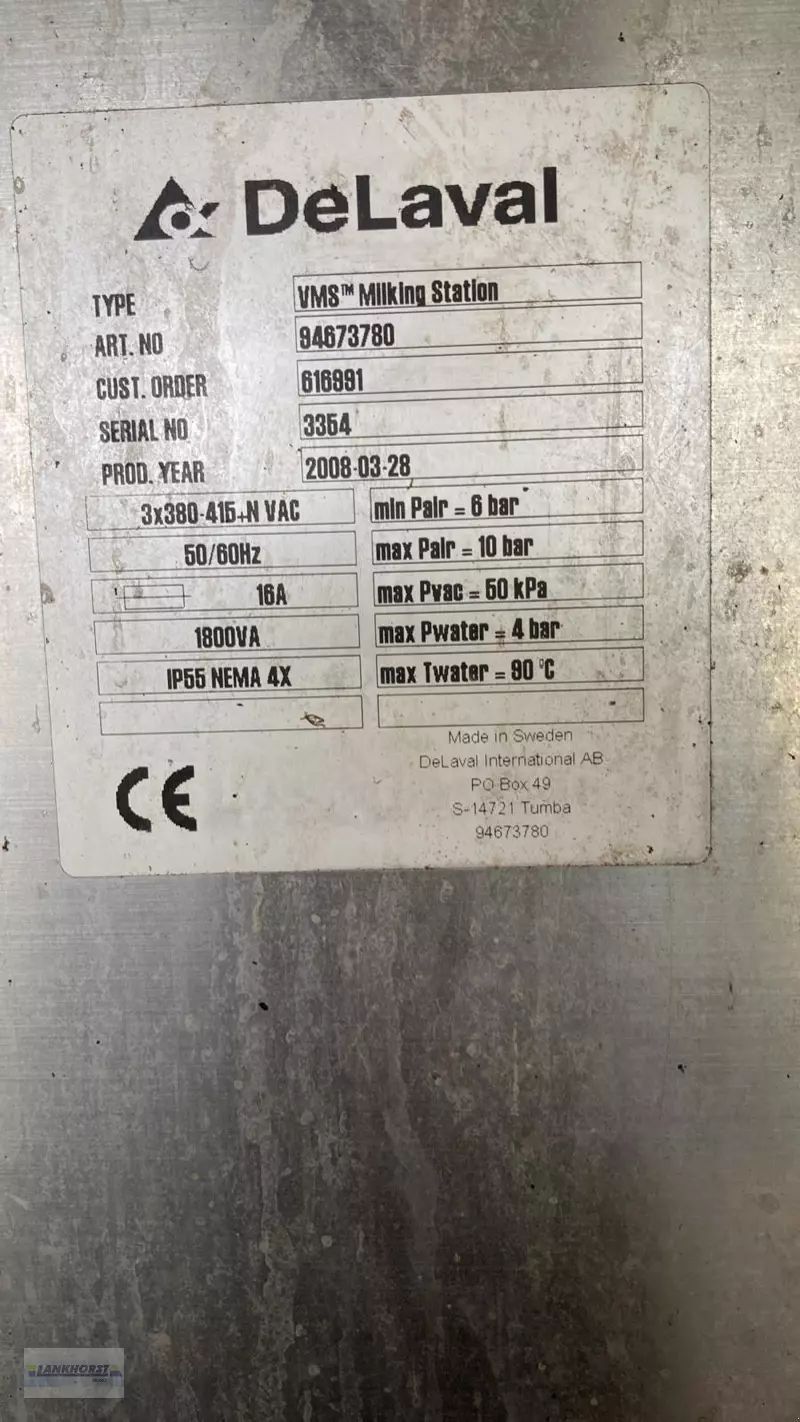 DeLaval
TYPE VMS™ Milking Station
ART. NO 94673780
CUST. ORDER 616991
SERIAL NO 3354
PROD. YEAR 2008-03-28
3x380-415+N VAC min Pair = 6 bar
50/60Hz max Pair = 10 bar
16A max Pvac = 50 kPa
1800VA max Pwater = 4 bar
IP55 NEMA 4X max Twater = 90 °C
Made in Sweden
DeLaval International AB
PO Box 49
S-14721 Tumba
94673780
CE
LANKHORST